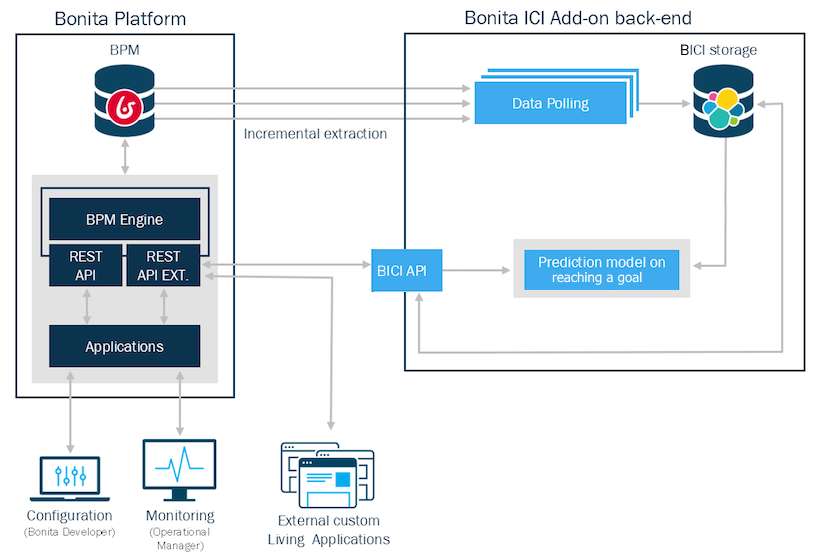 Bonita Platform
Bonita ICI Add-on back-end
BPM
BICI storage
Data Polling
Incremental extraction
BPM Engine
REST
API
REST
API EXT.
BICI API
Prediction model on
reaching a goal
Applications
Configuration
(Bonita Developer)
Monitoring
(Operational
Manager)
External custom
Living Applications